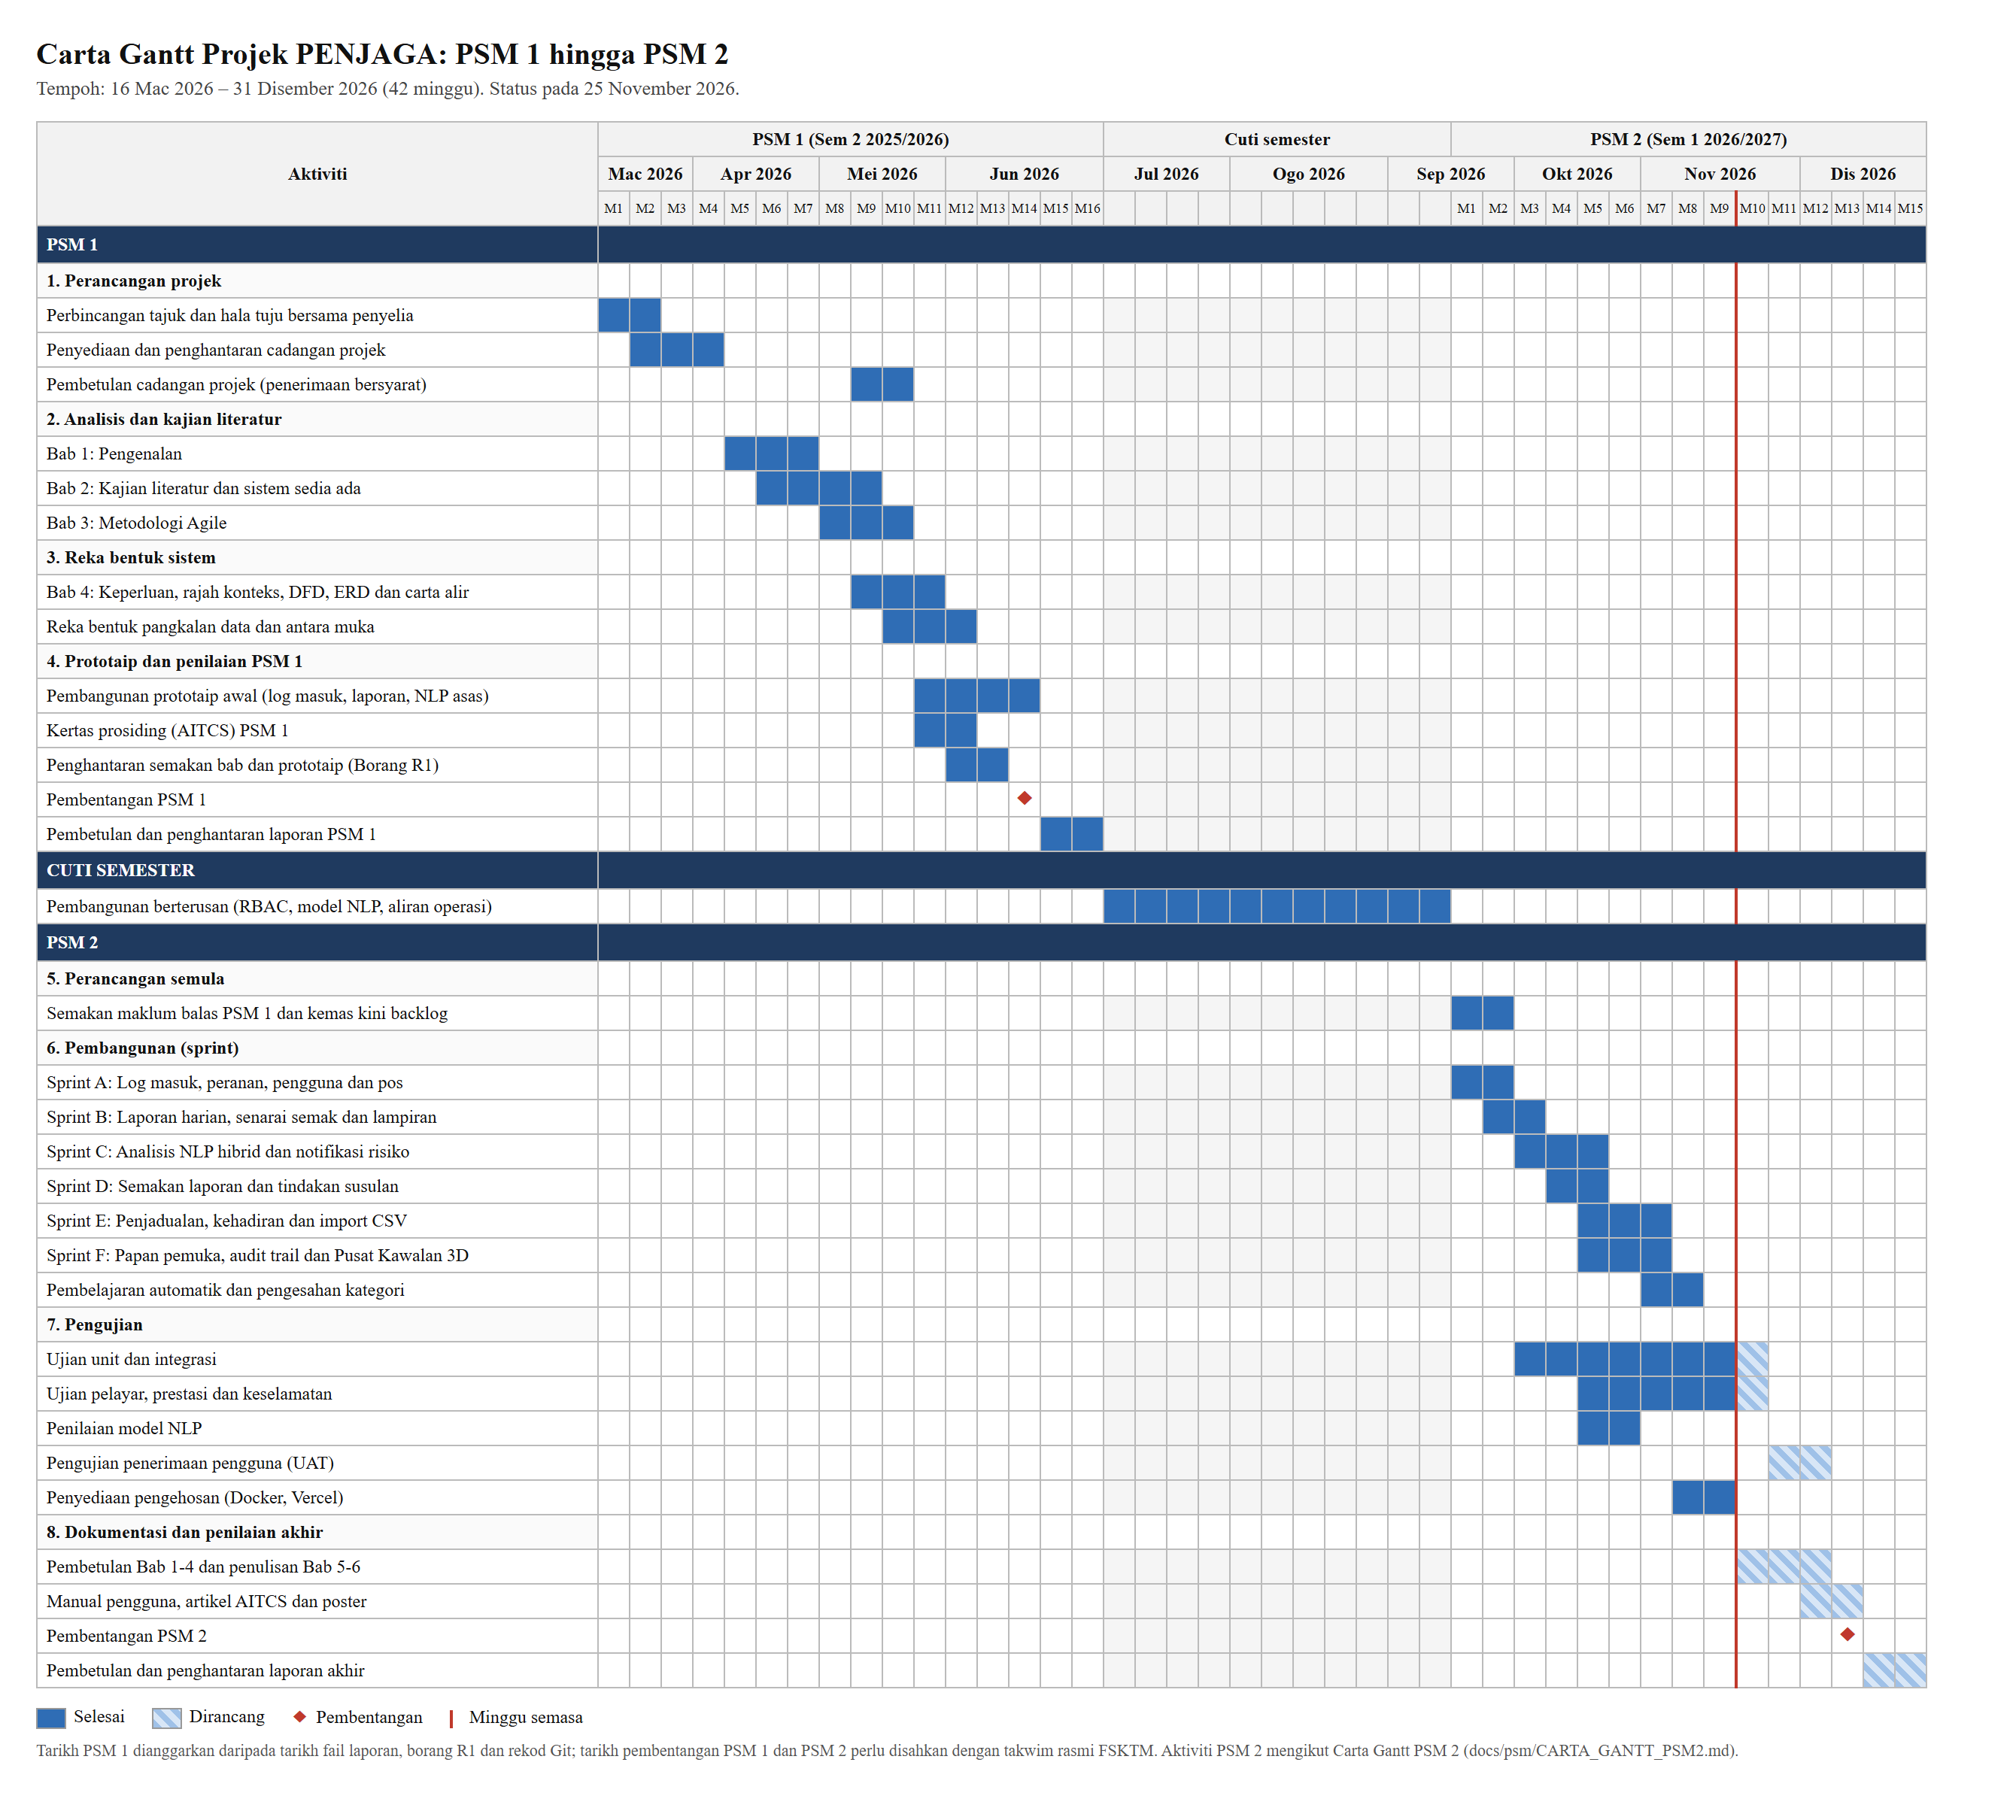 Carta Gantt Projek PENJAGA: PSM 1 hingga PSM 2
Tempoh: 16 Mac 2026 – 31 Disember 2026 (42 minggu). Status pada 25 November 2026.
Aktiviti
PSM 1 (Sem 2 2025/2026) Cuti semester PSM 2 (Sem 1 2026/2027)
Mac 2026 Apr 2026 Mei 2026 Jun 2026 Jul 2026 Ogo 2026 Sep 2026 Okt 2026 Nov 2026 Dis 2026
M1 M2 M3 M4 M5 M6 M7 M8 M9 M10 M11 M12 M13 M14 M15 M16 M1 M2 M3 M4 M5 M6 M7 M8 M9 M10 M11 M12 M13 M14 M15
PSM 1
1. Perancangan projek
Perbincangan tajuk dan hala tuju bersama penyelia
Penyediaan dan penghantaran cadangan projek
Pembetulan cadangan projek (penerimaan bersyarat)
2. Analisis dan kajian literatur
Bab 1: Pengenalan
Bab 2: Kajian literatur dan sistem sedia ada
Bab 3: Metodologi Agile
3. Reka bentuk sistem
Bab 4: Keperluan, rajah konteks, DFD, ERD dan carta alir
Reka bentuk pangkalan data dan antara muka
4. Prototaip dan penilaian PSM 1
Pembangunan prototaip awal (log masuk, laporan, NLP asas)
Kertas prosiding (AITCS) PSM 1
Penghantaran semakan bab dan prototaip (Borang R1)
Pembentangan PSM 1
Pembetulan dan penghantaran laporan PSM 1
CUTI SEMESTER
Pembangunan berterusan (RBAC, model NLP, aliran operasi)
PSM 2
5. Perancangan semula
Semakan maklum balas PSM 1 dan kemas kini backlog
6. Pembangunan (sprint)
Sprint A: Log masuk, peranan, pengguna dan pos
Sprint B: Laporan harian, senarai semak dan lampiran
Sprint C: Analisis NLP hibrid dan notifikasi risiko
Sprint D: Semakan laporan dan tindakan susulan
Sprint E: Penjadualan, kehadiran dan import CSV
Sprint F: Papan pemuka, audit trail dan Pusat Kawalan 3D
Pembelajaran automatik dan pengesahan kategori
7. Pengujian
Ujian unit dan integrasi
Ujian pelayar, prestasi dan keselamatan
Penilaian model NLP
Pengujian penerimaan pengguna (UAT)
Penyediaan pengehosan (Docker, Vercel)
8. Dokumentasi dan penilaian akhir
Pembetulan Bab 1-4 dan penulisan Bab 5-6
Manual pengguna, artikel AITCS dan poster
Pembentangan PSM 2
Pembetulan dan penghantaran laporan akhir
Selesai Dirancang Pembentangan Minggu semasa
Tarikh PSM 1 dianggarkan daripada tarikh fail laporan, borang R1 dan rekod Git; tarikh pembentangan PSM 1 dan PSM 2 perlu disahkan dengan takwim rasmi FSKTM. Aktiviti PSM 2 mengikut Carta Gantt PSM 2 (docs/psm/CARTA_GANTT_PSM2.md).